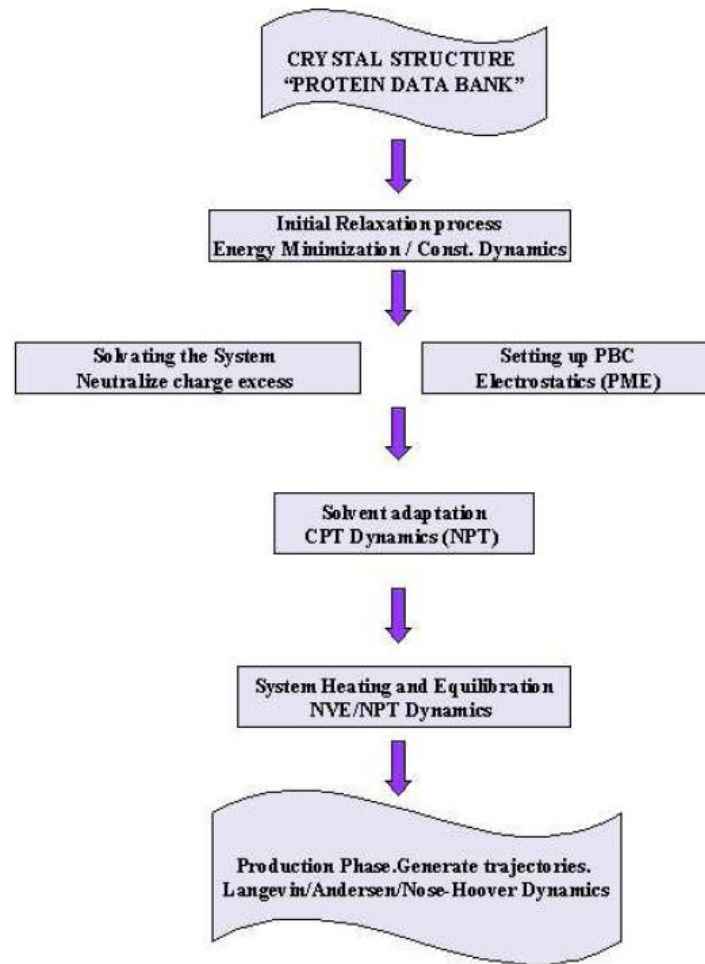 CRYSTAL STRUCTURE
“PROTEIN DATA BANK”
Initial Relaxation process
Energy Minimization / Const. Dynamics
Solvating the System
Neutralize charge excess
Setting up PBC
Electrostatics (PME)
Solvent adaptation
CPT Dynamics (NPT)
System Heating and Equilibration
NVE/NPT Dynamics
Production Phase.Generate trajectories.
Langevin/Andersen/Nose-Hoover Dynamics